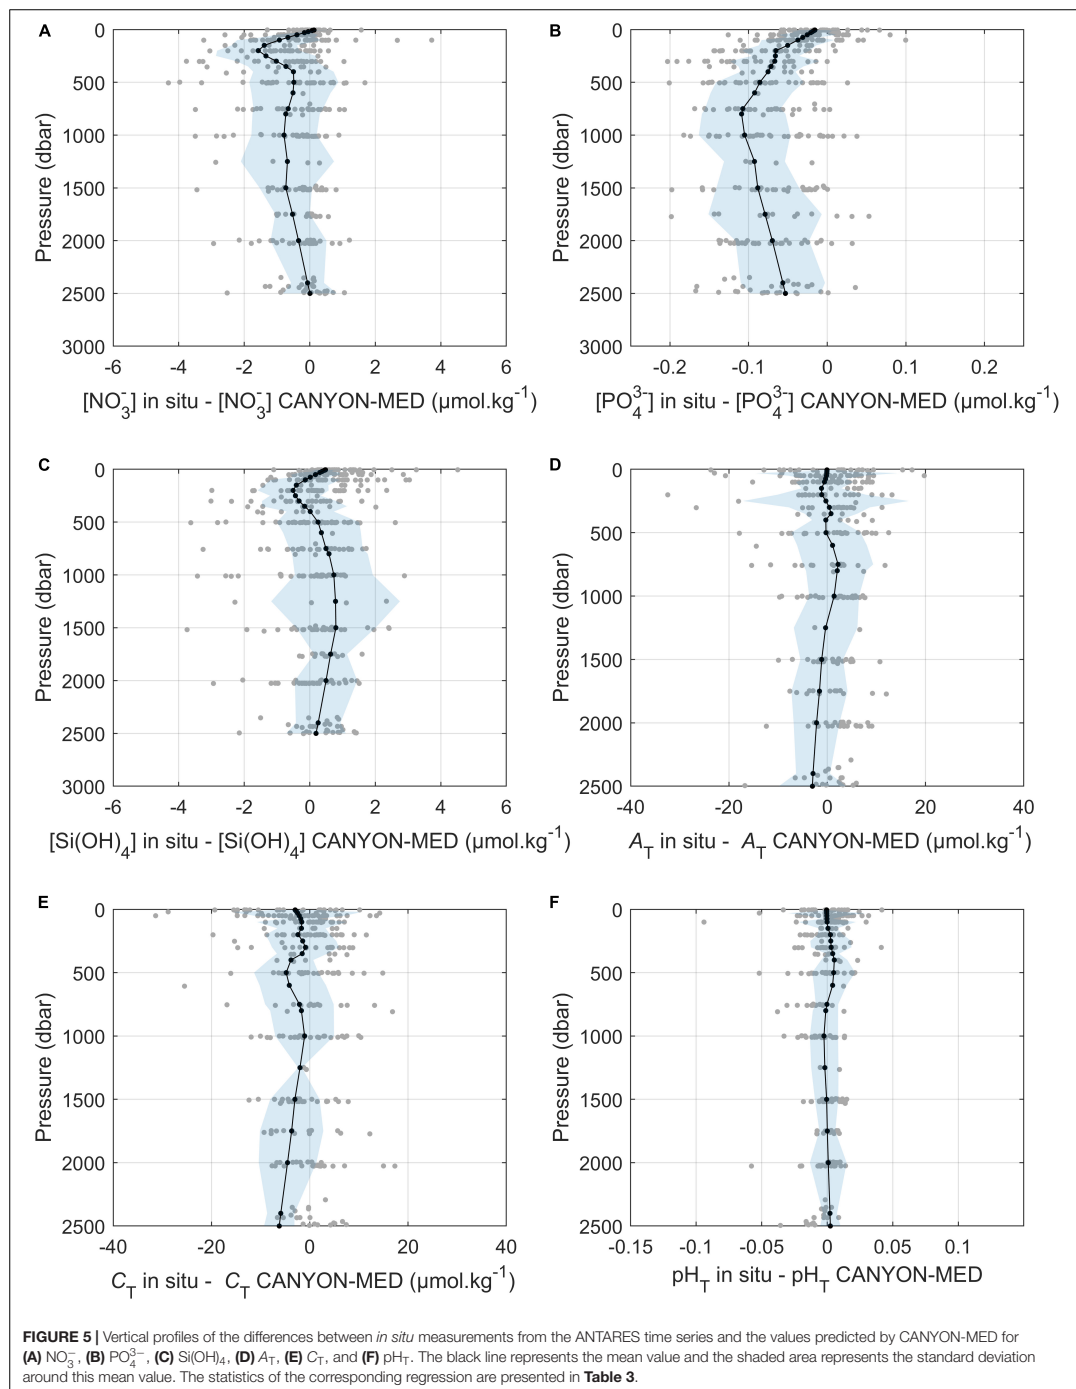 A
0
500
1000
1500
2000
2500
3000
Pressure (dbar)
-6 -4 -2 0 2 4 6
[NO₃⁻] in situ - [NO₃⁻] CANYON-MED (µmol.kg⁻¹)
B
0
500
1000
1500
2000
2500
3000
Pressure (dbar)
-0.2 -0.1 0 0.1 0.2
[PO₄³⁻] in situ - [PO₄³⁻] CANYON-MED (µmol.kg⁻¹)
C
0
500
1000
1500
2000
2500
3000
Pressure (dbar)
-6 -4 -2 0 2 4 6
[Si(OH)₄] in situ - [Si(OH)₄] CANYON-MED (µmol.kg⁻¹)
D
0
500
1000
1500
2000
2500
Pressure (dbar)
-40 -20 0 20 40
A_T in situ - A_T CANYON-MED (µmol.kg⁻¹)
E
0
500
1000
1500
2000
2500
Pressure (dbar)
-40 -20 0 20 40
C_T in situ - C_T CANYON-MED (µmol.kg⁻¹)
F
0
500
1000
1500
2000
2500
Pressure (dbar)
-0.15 -0.1 -0.05 0 0.05 0.1
pH_T in situ - pH_T CANYON-MED
FIGURE 5 | Vertical profiles of the differences between in situ measurements from the ANTARES time series and the values predicted by CANYON-MED for
(A) NO₃⁻, (B) PO₄³⁻, (C) Si(OH)₄, (D) A_T, (E) C_T, and (F) pH_T. The black line represents the mean value and the shaded area represents the standard deviation
around this mean value. The statistics of the corresponding regression are presented in Table 3.